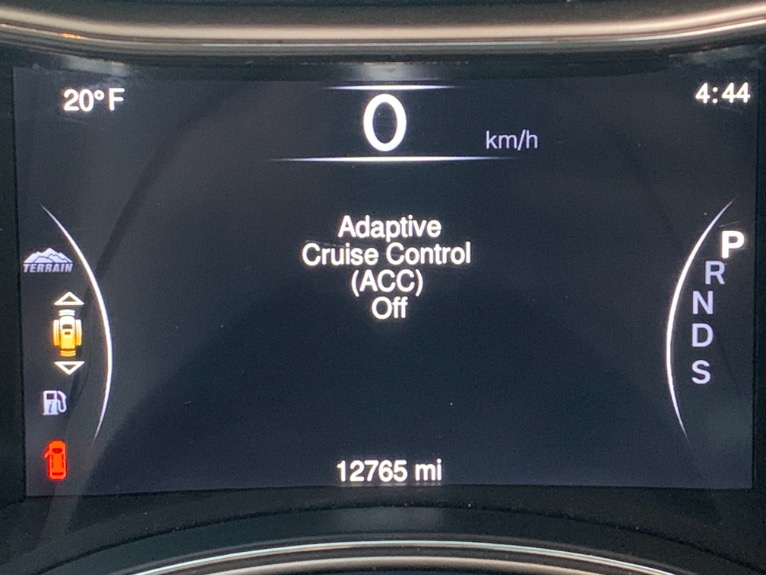 20°F
0
km/h
4:44
Adaptive
Cruise Control
(ACC)
Off
TERRAIN
P
R
N
D
S
12765 mi